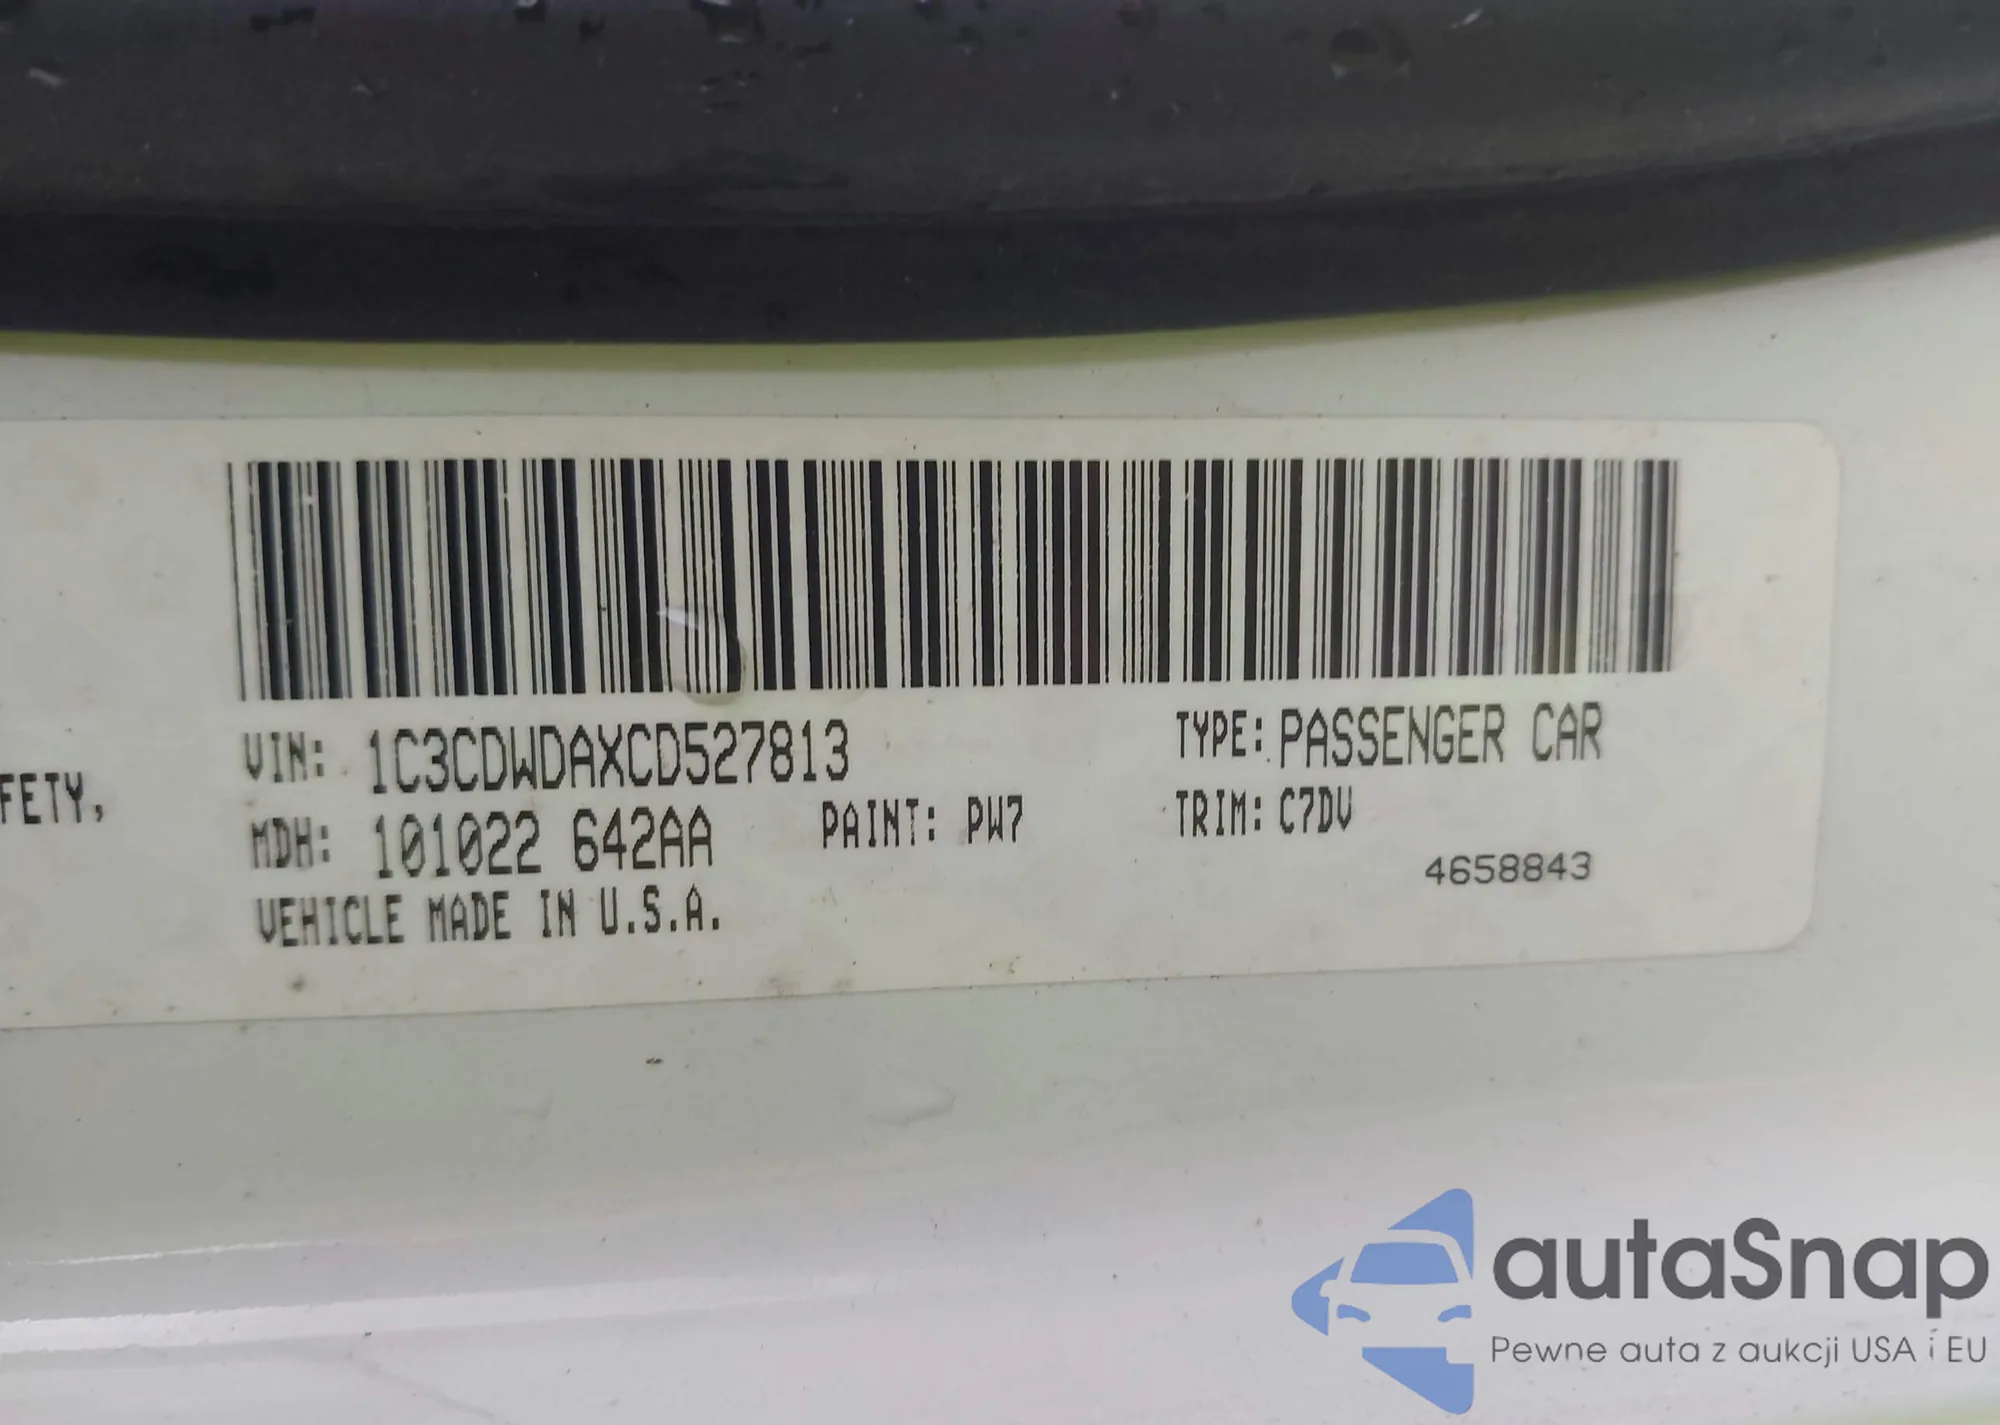 FETY,
VIN: 1C3CDWDAXCD527813
TYPE: PASSENGER CAR
MDH: 101022 642AA
PAINT: PW7
TRIM: C7DV
4658843
VEHICLE MADE IN U.S.A.
autaSnap
Pewne auta z aukcji USA i EU